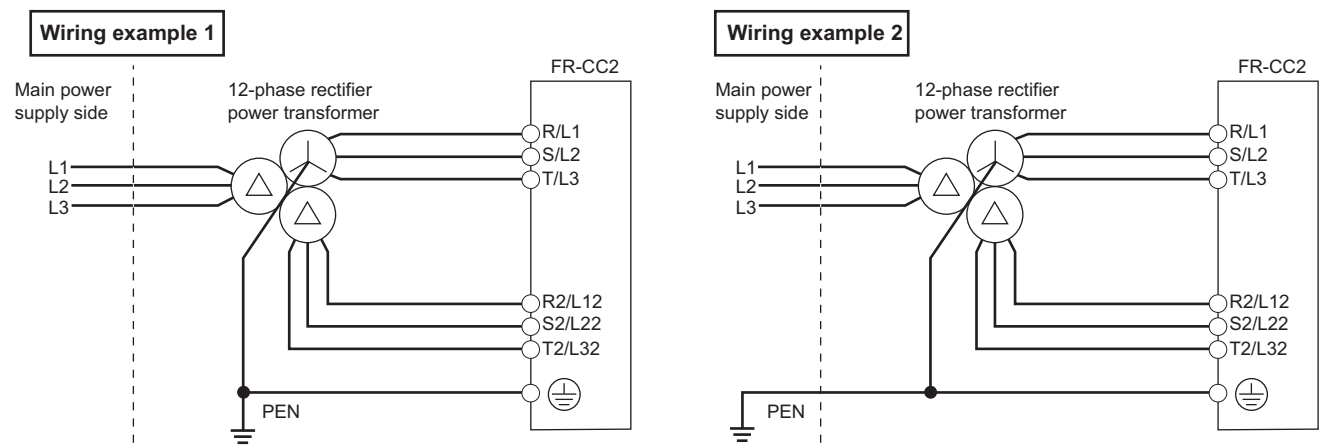 Wiring example 1
FR-CC2
Main power
supply side
12-phase rectifier
power transformer
R/L1
S/L2
T/L3
L1
L2
L3
R2/L12
S2/L22
T2/L32
PEN
Wiring example 2
FR-CC2
Main power
supply side
12-phase rectifier
power transformer
R/L1
S/L2
T/L3
L1
L2
L3
R2/L12
S2/L22
T2/L32
PEN